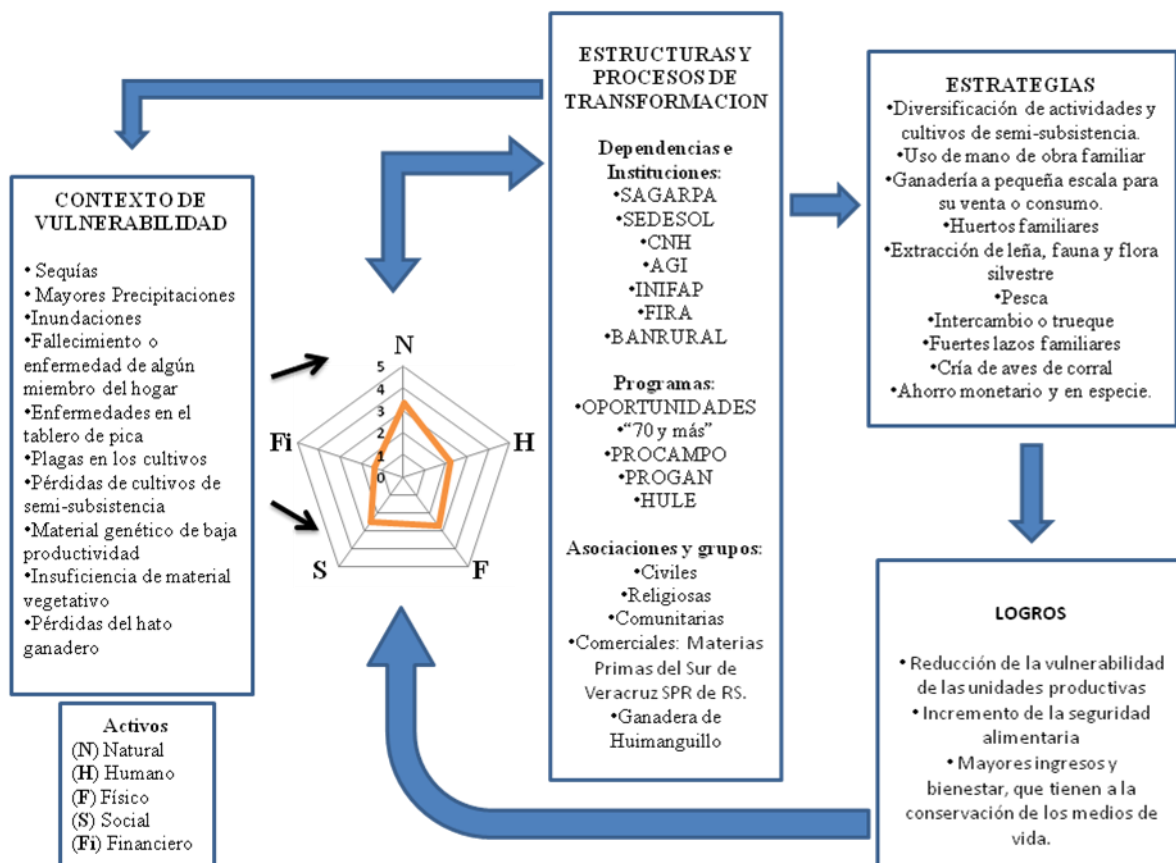 CONTEXTO DE
VULNERABILIDAD
• Sequías
• Mayores Precipitaciones
•Inundaciones
•Fallecimiento o
enfermedad de algún
miembro del hogar
•Enfermedades en el
tablero de pica
•Plagas en los cultivos
•Pérdidas de cultivos de
semi-subsistencia
•Material genético de baja
productividad
•Insuficiencia de material
vegetativo
•Pérdidas del hato
ganadero
Activos
(N) Natural
(H) Humano
(F) Físico
(S) Social
(Fi) Financiero
N
H
F
S
Fi
5
4
3
2
1
0
ESTRUCTURAS Y
PROCESOS DE
TRANSFORMACION
Dependencias e
Instituciones:
•SAGARPA
•SEDESOL
•CNH
•AGI
•INIFAP
•FIRA
•BANRURAL
Programas:
•OPORTUNIDADES
•“70 y más”
•PROCAMPO
•PROGAN
•HULE
Asociaciones y grupos:
•Civiles
•Religiosas
•Comunitarias
•Comerciales: Materias
Primas del Sur de
Veracruz SPR de RS.
•Ganadera de
Huimanguillo
ESTRATEGIAS
•Diversificación de actividades y
cultivos de semi-subsistencia.
•Uso de mano de obra familiar
•Ganadería a pequeña escala para
su venta o consumo.
•Huertos familiares
•Extracción de leña, fauna y flora
silvestre
•Pesca
•Intercambio o trueque
•Fuertes lazos familiares
•Cría de aves de corral
•Ahorro monetario y en especie.
LOGROS
• Reducción de la vulnerabilidad
de las unidades productivas
• Incremento de la seguridad
alimentaria
• Mayores ingresos y
bienestar, que tienen a la
conservación de los medios de
vida.